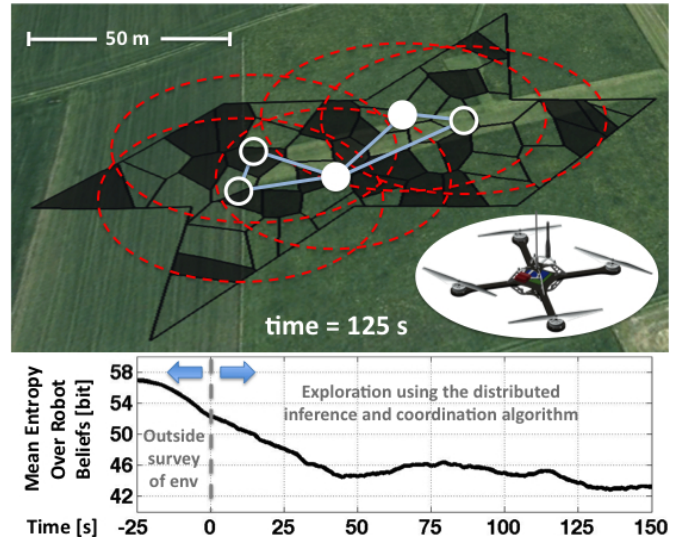 50 m
time = 125 s
Mean Entropy
Over Robot
Beliefs [bit]
58
54
50
46
42
Outside
survey
of env
Exploration using the distributed
inference and coordination algorithm
Time [s] -25 0 25 50 75 100 125 150